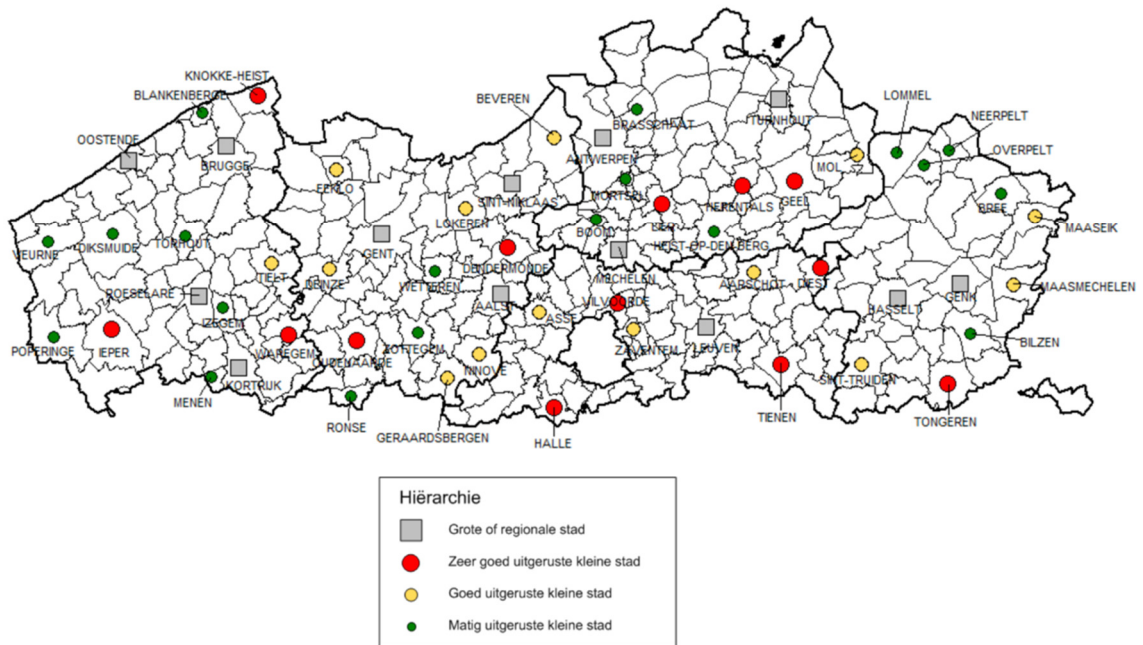 KNOKKE-HEIST
BLANKENBERGE
BEVEREN
LOMMEL
NEERPELT
OOSTENDE
BRASSCHAAT
TURNHOUT
OVERPELT
BRUGGE
ANTWERPEN
MOL
EEKLO
SINT-NIKLAAS
MORTSEL
HERENTALS
GEEL
BREE
LOKEREN
LIER
MAASEIK
BOOM
HEIST-OP-DEN-BERG
VEURNE
DIKSMUIDE
TORHOUT
GENT
DENDERMONDE
TIELT
DEINZE
WETTEREN
MECHELEN
AARSCHOT
DIEST
ROESELARE
AALST
VILVOORDE
HASSELT
GENK
MAASMECHELEN
IZEGEM
ASSE
POPERINGE
IEPER
WAREGEM
OUDENAARDE
ZOTTEGEM
ZAVENTEM
LEUVEN
BILZEN
NINOVE
SINT-TRUIDEN
KORTRIJK
MENEN
RONSE
GERAARDSBERGEN
HALLE
TIENEN
TONGEREN
Hiërarchie
Grote of regionale stad
Zeer goed uitgeruste kleine stad
Goed uitgeruste kleine stad
Matig uitgeruste kleine stad